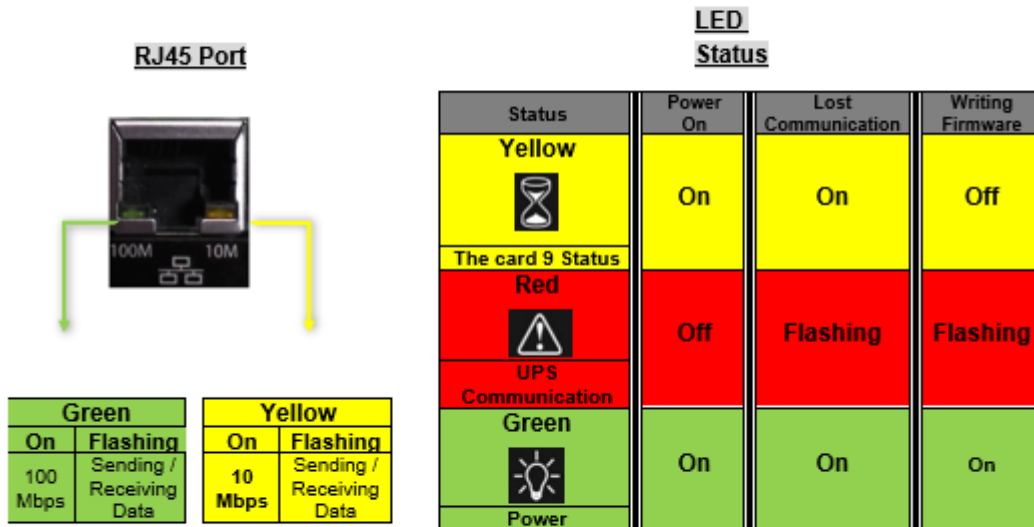 RJ45 Port
100M 10M
Green
On Flashing
100 Mbps
Sending / Receiving Data
Yellow
On Flashing
10 Mbps
Sending / Receiving Data
LED
Status
Status
Power On
Lost Communication
Writing Firmware
Yellow
The card 9 Status
On
On
Off
Red
UPS Communication
Off
Flashing
Flashing
Green
Power
On
On
On